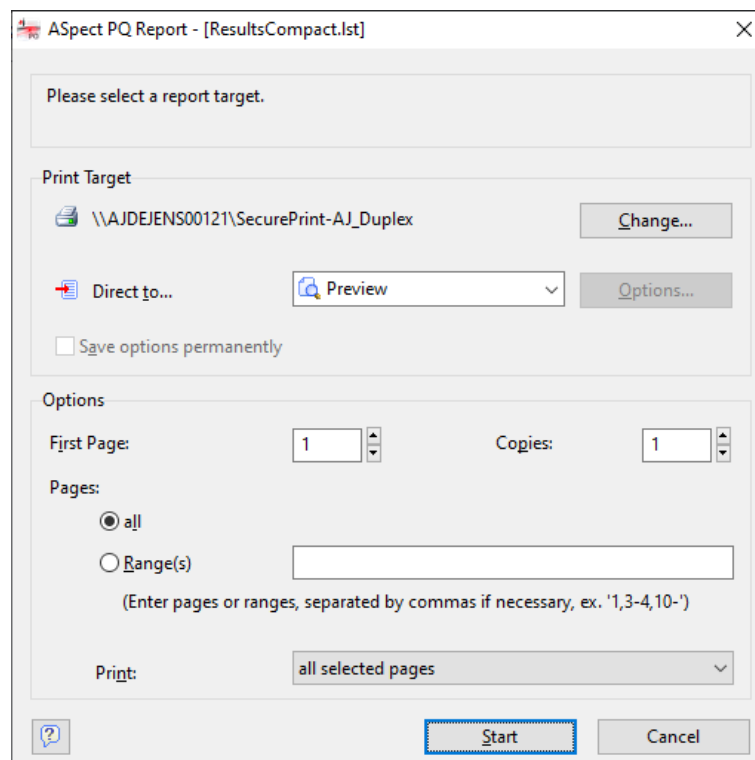 ASpect PQ Report - [ResultsCompact.lst]
Please select a report target.
Print Target
\\AJDEJENS00121\SecurePrint-AJ_Duplex
Change...
Direct to...
Preview
Options...
Save options permanently
Options
First Page:
1
Copies:
1
Pages:
all
Range(s)
(Enter pages or ranges, separated by commas if necessary, ex. '1,3-4,10-')
Print:
all selected pages
Start
Cancel